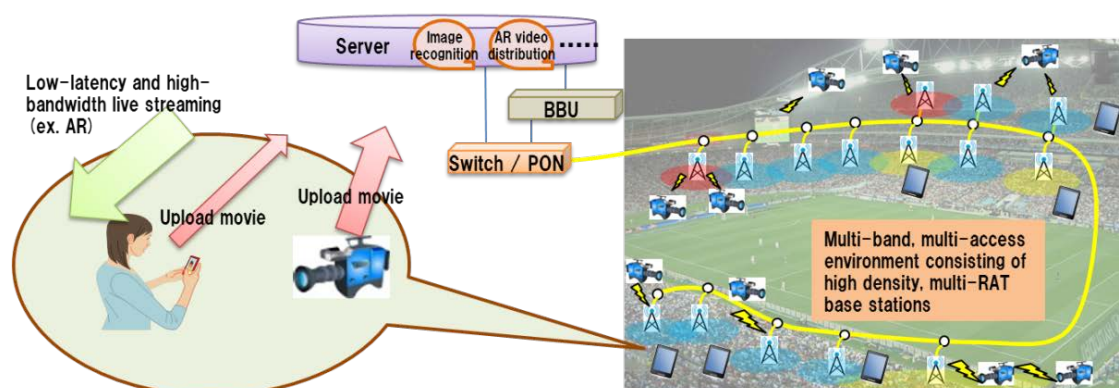 Server
Image
recognition
AR video
distribution
·····
Low-latency and high-
bandwidth live streaming
(ex. AR)
BBU
Switch / PON
Upload movie
Upload movie
Multi-band, multi-access
environment consisting of
high density, multi-RAT
base stations